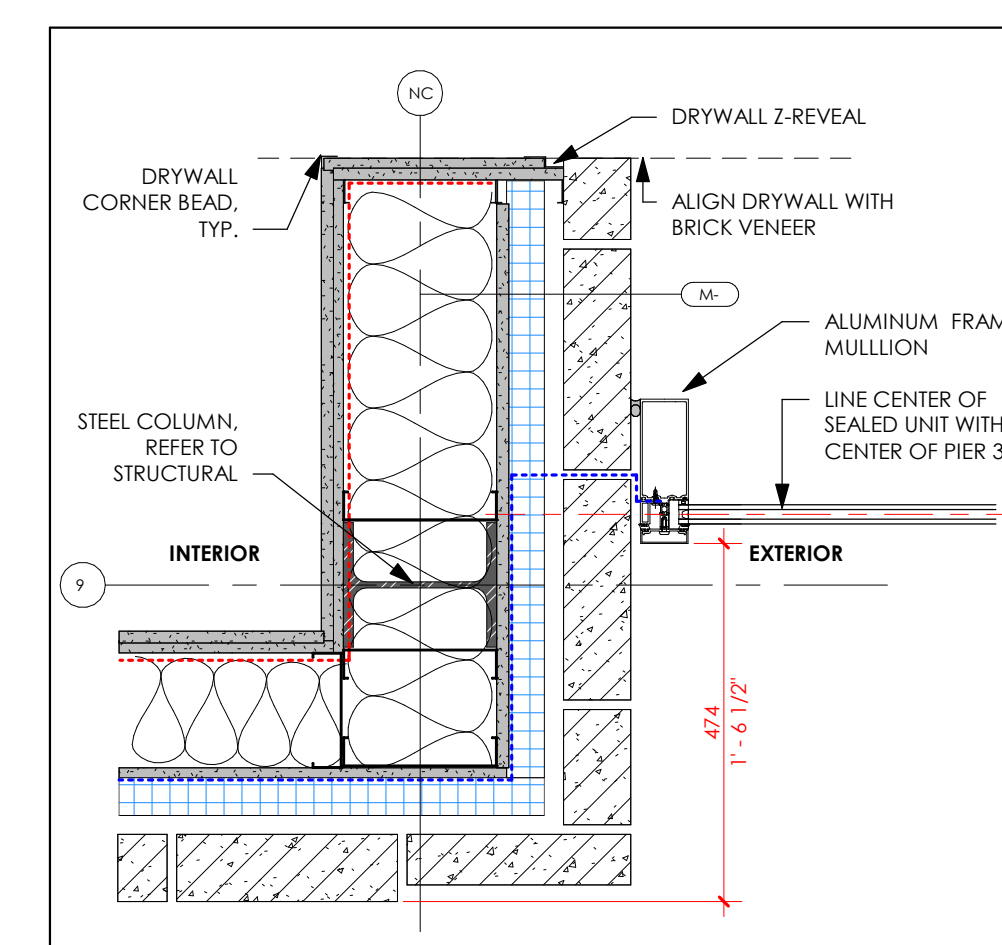 NC
DRYWALL Z-REVEAL
DRYWALL
CORNER BEAD,
TYP.
ALIGN DRYWALL WITH
BRICK VENEER
M-
ALUMINUM FRAM
MULLLION
LINE CENTER OF
SEALED UNIT WITH
CENTER OF PIER 3
STEEL COLUMN,
REFER TO
STRUCTURAL
INTERIOR
EXTERIOR
9
474
1' - 6 1/2"